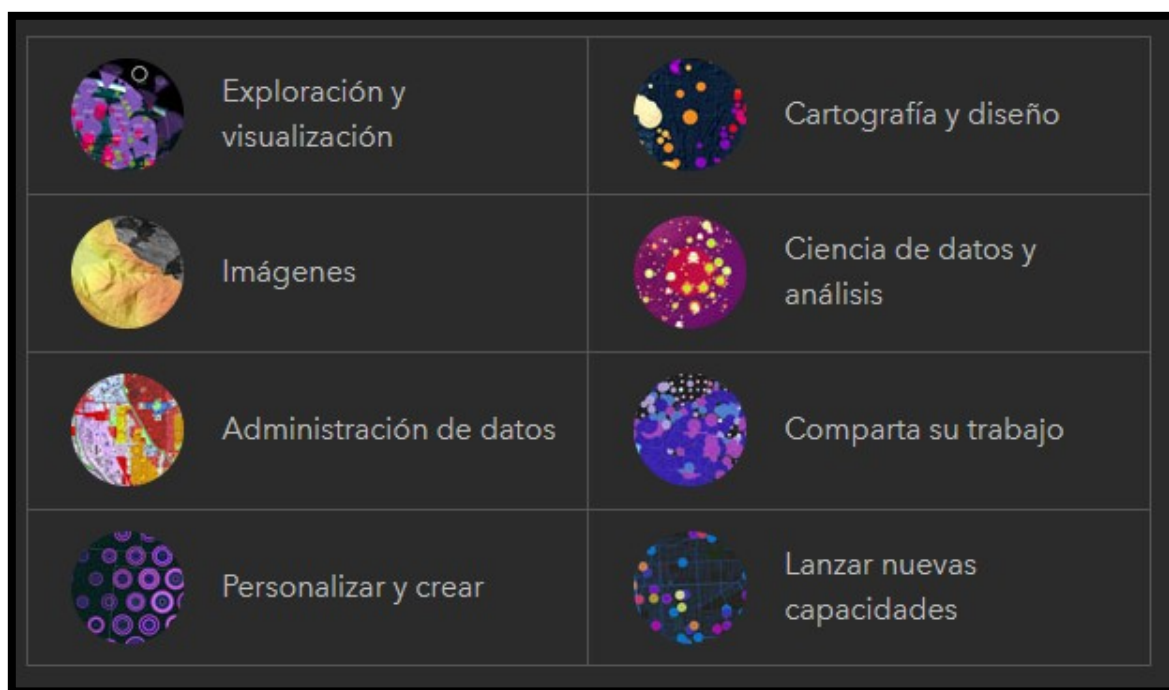 Exploración y
visualización
Cartografía y diseño
Imágenes
Ciencia de datos y
análisis
Administración de datos
Comparta su trabajo
Personalizar y crear
Lanzar nuevas
capacidades